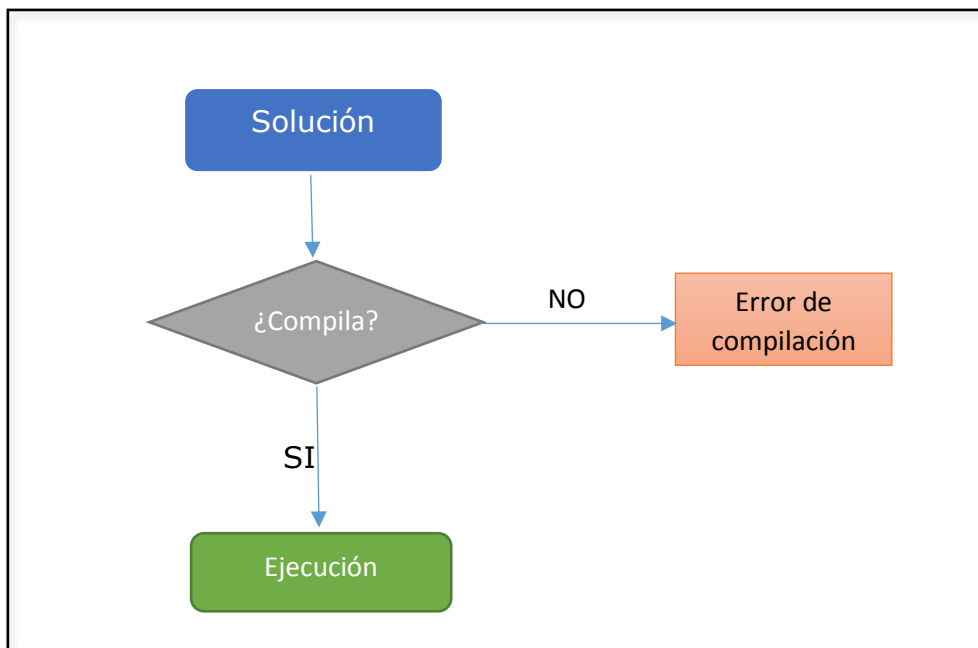 Solución
¿Compila?
NO
Error de
compilación
SI
Ejecución